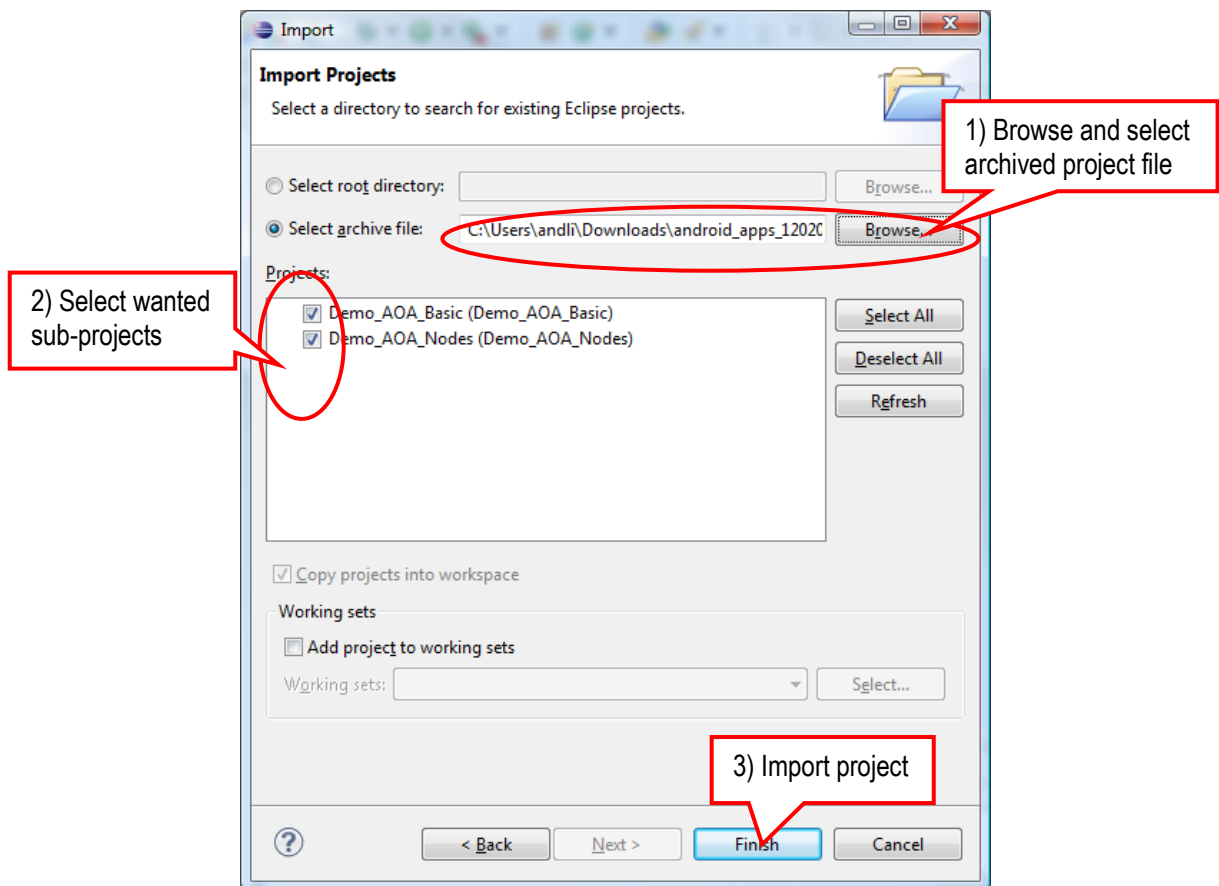 Import
Import Projects
Select a directory to search for existing Eclipse projects.
1) Browse and select
archived project file
Select root directory:
Browse...
Select archive file:
C:\Users\andli\Downloads\android_apps_12020
Browse...
Projects:
2) Select wanted
sub-projects
Demo_AOA_Basic (Demo_AOA_Basic)
Demo_AOA_Nodes (Demo_AOA_Nodes)
Select All
Deselect All
Refresh
Copy projects into workspace
Working sets
Add project to working sets
Working sets:
Select...
3) Import project
?
< Back
Next >
Finish
Cancel